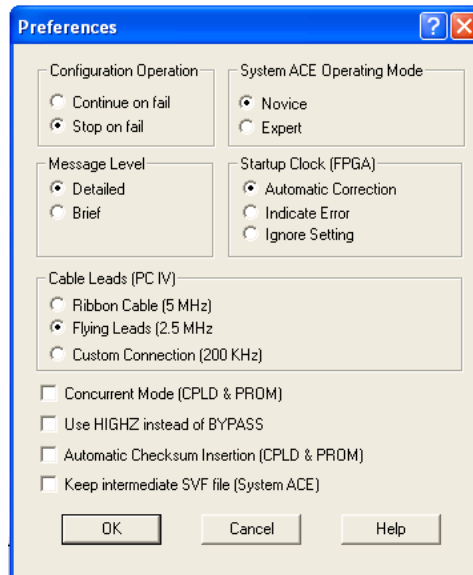 Preferences
Configuration Operation
Continue on fail
Stop on fail
System ACE Operating Mode
Novice
Expert
Message Level
Detailed
Brief
Startup Clock (FPGA)
Automatic Correction
Indicate Error
Ignore Setting
Cable Leads (PC IV)
Ribbon Cable (5 MHz)
Flying Leads (2.5 MHz
Custom Connection (200 KHz)
Concurrent Mode (CPLD & PROM)
Use HIGHZ instead of BYPASS
Automatic Checksum Insertion (CPLD & PROM)
Keep intermediate SVF file (System ACE)
OK
Cancel
Help